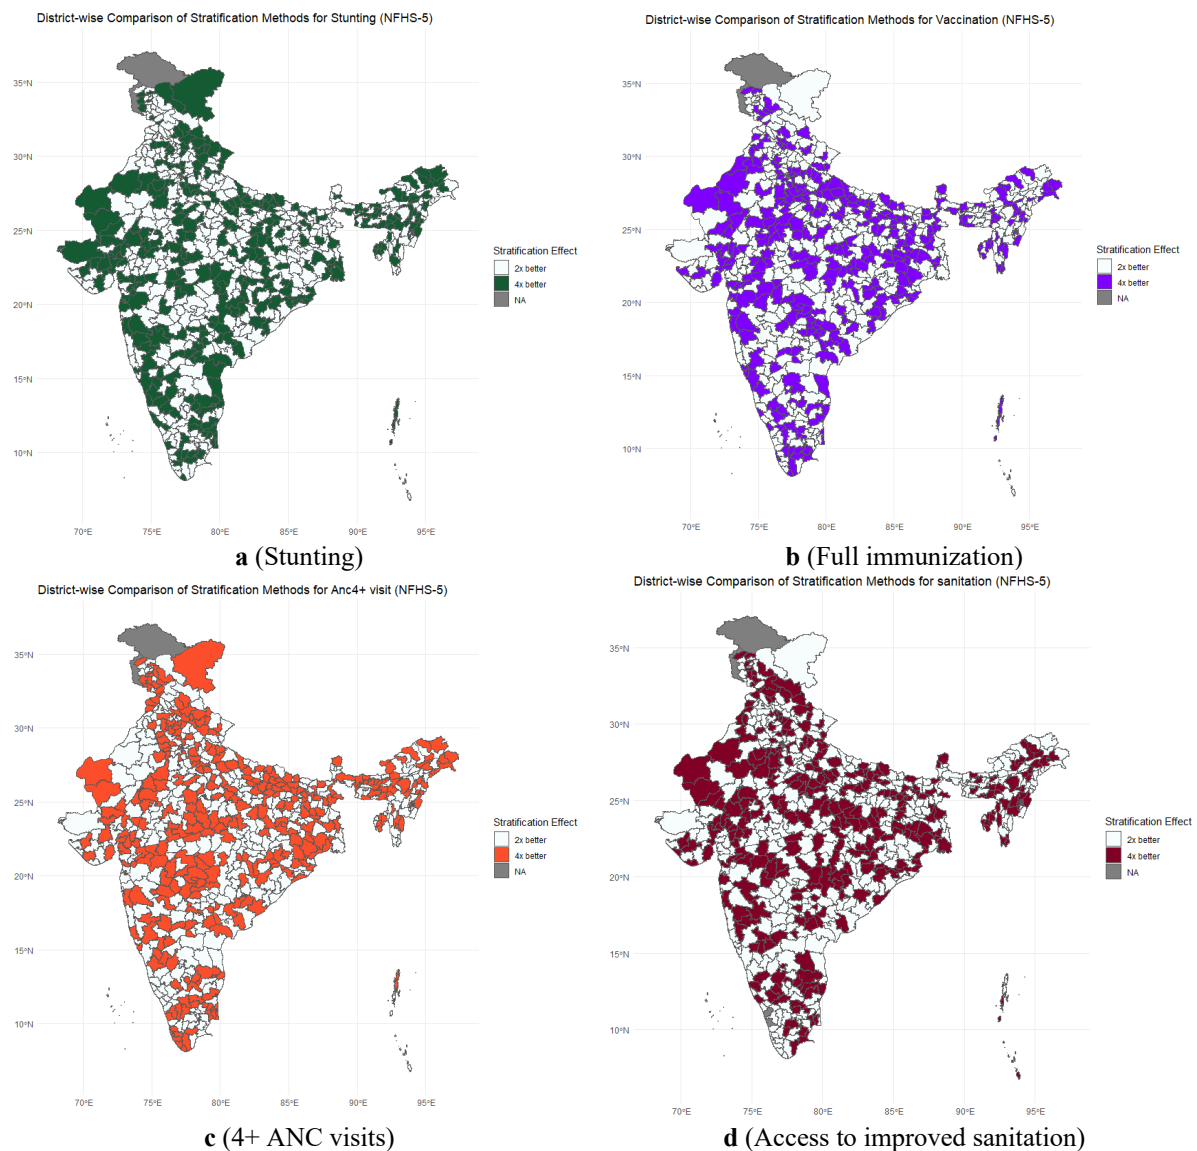 District-wise Comparison of Stratification Methods for Stunting (NFHS-5)
35°N
30°N
25°N
20°N
15°N
10°N
70°E 75°E 80°E 85°E 90°E 95°E
Stratification Effect
2x better
4x better
NA
a (Stunting)
District-wise Comparison of Stratification Methods for Vaccination (NFHS-5)
35°N
30°N
25°N
20°N
15°N
10°N
70°E 75°E 80°E 85°E 90°E 95°E
Stratification Effect
2x better
4x better
NA
b (Full immunization)
District-wise Comparison of Stratification Methods for Anc4+ visit (NFHS-5)
35°N
30°N
25°N
20°N
15°N
10°N
70°E 75°E 80°E 85°E 90°E 95°E
Stratification Effect
2x better
4x better
NA
c (4+ ANC visits)
District-wise Comparison of Stratification Methods for sanitation (NFHS-5)
35°N
30°N
25°N
20°N
15°N
10°N
70°E 75°E 80°E 85°E 90°E 95°E
Stratification Effect
2x better
4x better
NA
d (Access to improved sanitation)